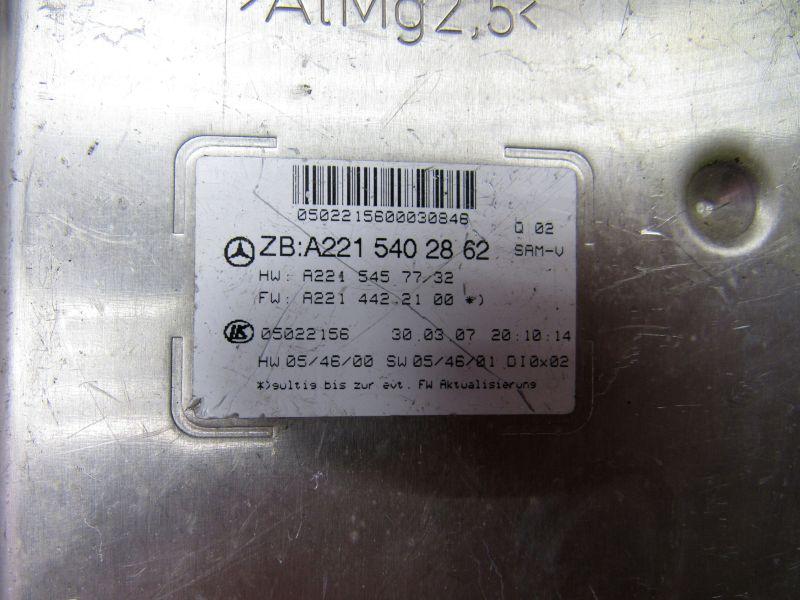 >AlMg2,5<
0502215600030846
Q 02
ZB:A221 540 28 62
SAM-V
HW: A221 545 77/32
FW: A221 442 21 00 *)
LK 05022156 30.03.07 20:10:14
HW 05/46/00 SW 05/46/01 DI0x02
*)gültig bis zur evt. FW Aktualisierung